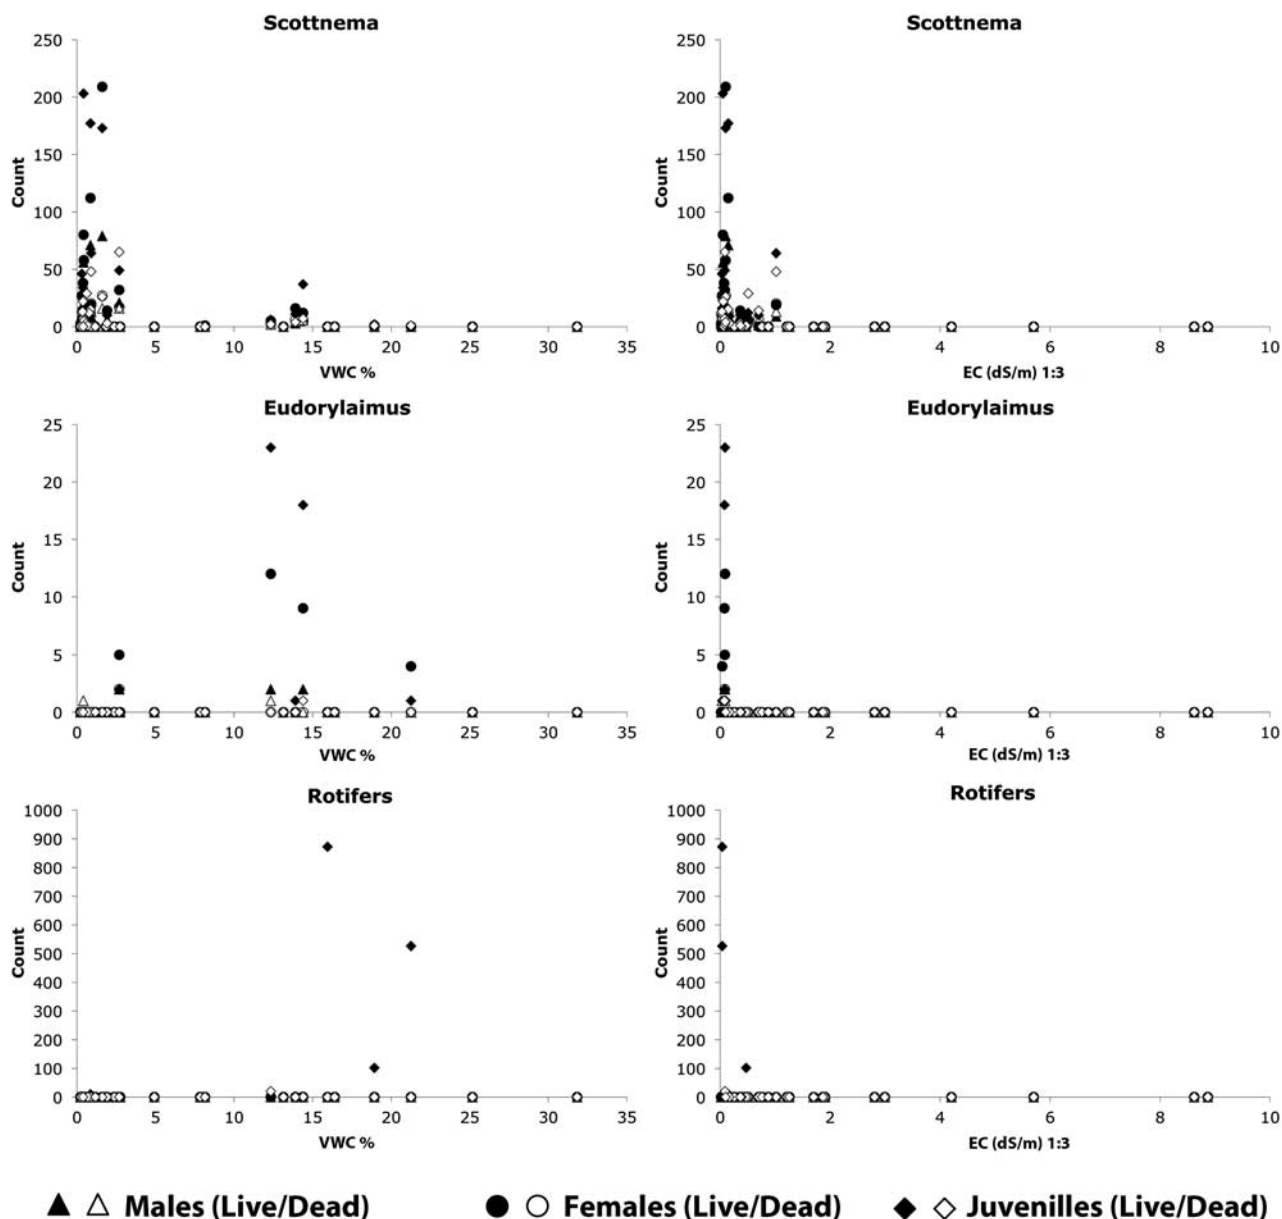 Scottnema
250
200
150
100
50
0
Count
0 5 10 15 20 25 30 35
VWC %
Scottnema
250
200
150
100
50
0
Count
0 2 4 6 8 10
EC (dS/m) 1:3
Eudorylaimus
25
20
15
10
5
0
Count
0 5 10 15 20 25 30 35
VWC %
Eudorylaimus
25
20
15
10
5
0
Count
0 2 4 6 8 10
EC (dS/m) 1:3
Rotifers
1000
900
800
700
600
500
400
300
200
100
0
Count
0 5 10 15 20 25 30 35
VWC %
Rotifers
1000
900
800
700
600
500
400
300
200
100
0
Count
0 2 4 6 8 10
EC (dS/m) 1:3
Males (Live/Dead) Females (Live/Dead) Juvenilles (Live/Dead)